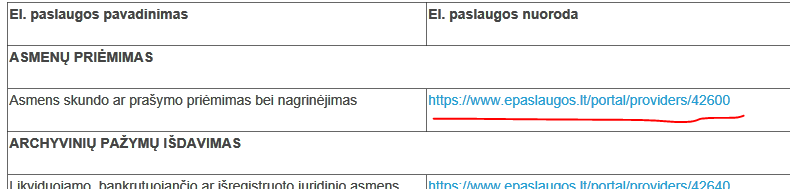 El. paslaugos pavadinimas El. paslaugos nuoroda
ASMENŲ PRIĖMIMAS
Asmens skundo ar prašymo priėmimas bei nagrinėjimas https://www.epaslaugos.lt/portal/providers/42600
ARCHYVINIŲ PAŽYMŲ IŠDAVIMAS
Likviduojamo, bankrutuojančio ar išregistruoto juridinio asmens https://www.epaslaugos.lt/portal/providers/42640